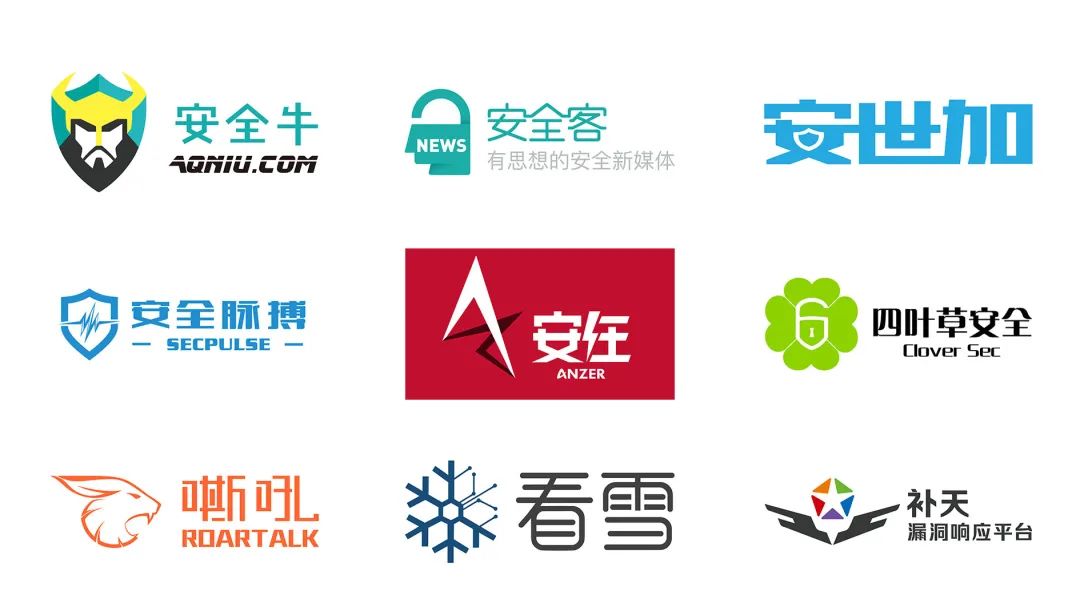 安全牛
AQNIU.COM
NEWS
安全客
有思想的安全新媒体
安世加
安全脉搏
SECPULSE
安在
ANZER
四叶草安全
Clover Sec
嘶吼
ROARTALK
看雪
补天
漏洞响应平台